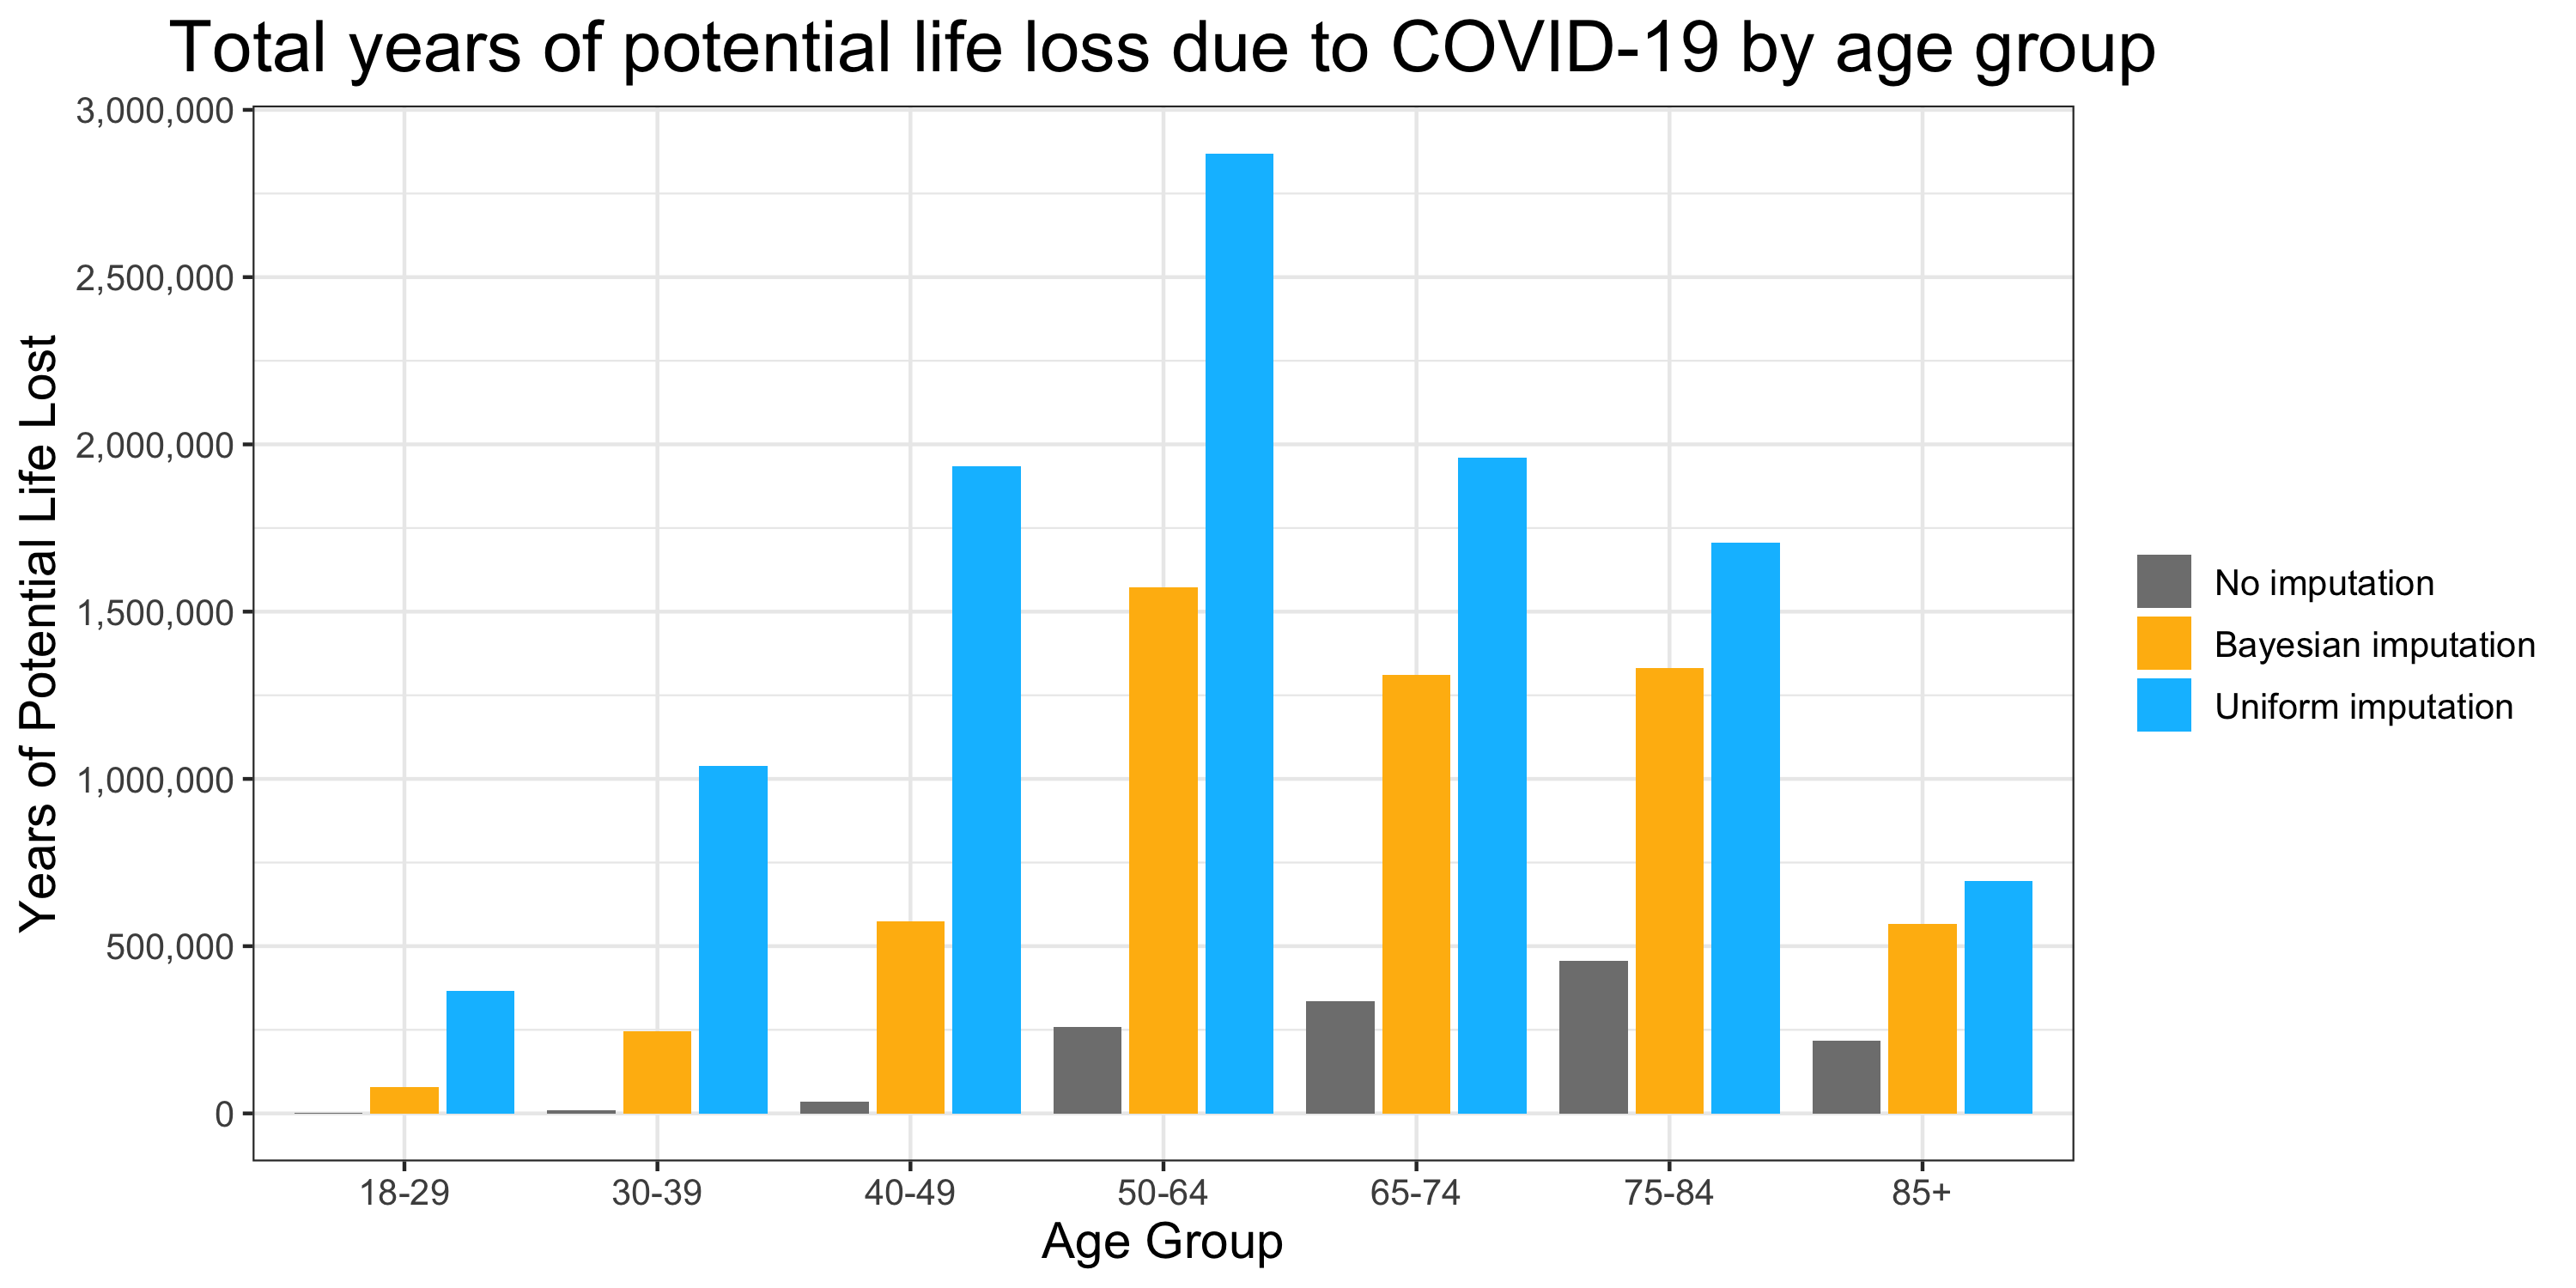 Total years of potential life loss due to COVID-19 by age group
Years of Potential Life Lost
3,000,000
2,500,000
2,000,000
1,500,000
1,000,000
500,000
0
18-29
30-39
40-49
50-64
65-74
75-84
85+
Age Group
No imputation
Bayesian imputation
Uniform imputation